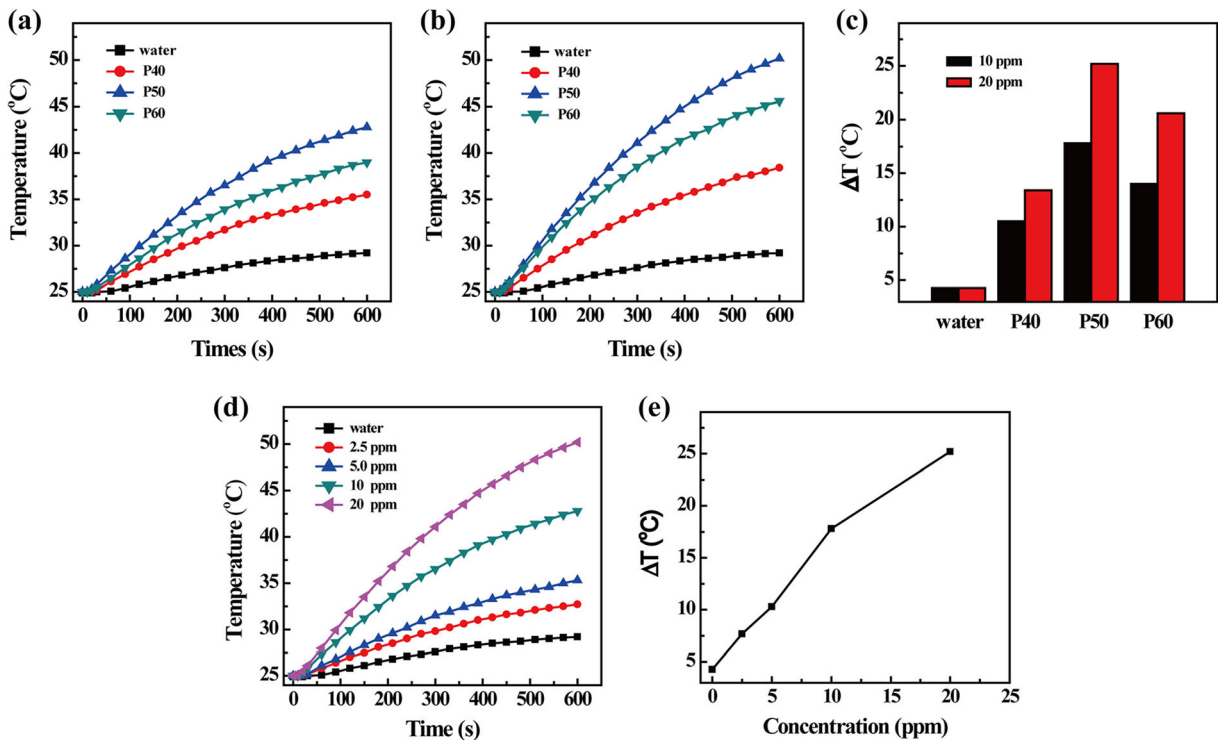 (a)
Temperature (°C)
50
45
40
35
30
25
water
P40
P50
P60
0 100 200 300 400 500 600
Times (s)
(b)
Temperature (°C)
50
45
40
35
30
25
water
P40
P50
P60
0 100 200 300 400 500 600
Time (s)
(c)
ΔT (°C)
25
20
15
10
5
10 ppm
20 ppm
water P40 P50 P60
(d)
Temperature (°C)
50
45
40
35
30
25
water
2.5 ppm
5.0 ppm
10 ppm
20 ppm
0 100 200 300 400 500 600
Time (s)
(e)
ΔT (°C)
25
20
15
10
5
0 5 10 15 20 25
Concentration (ppm)